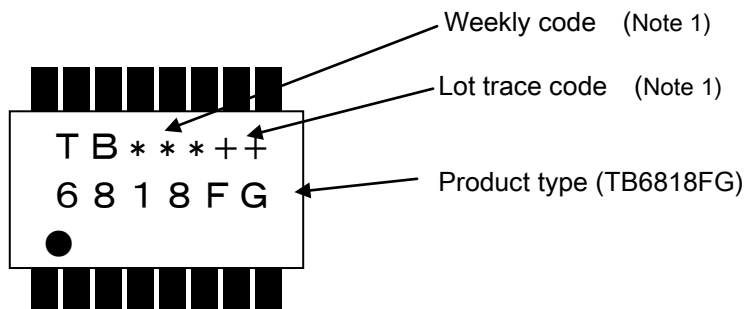 Weekly code (Note 1)
Lot trace code (Note 1)
TB***++
6818FG
Product type (TB6818FG)